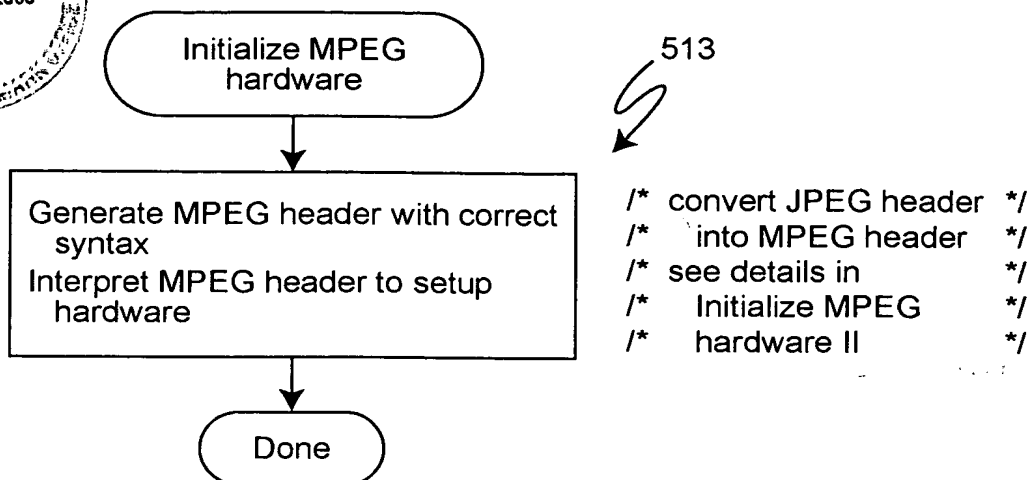 Initialize MPEG
hardware
513
Generate MPEG header with correct
syntax
Interpret MPEG header to setup
hardware
/* convert JPEG header */
/* into MPEG header */
/* see details in */
/* Initialize MPEG */
/* hardware II */
Done